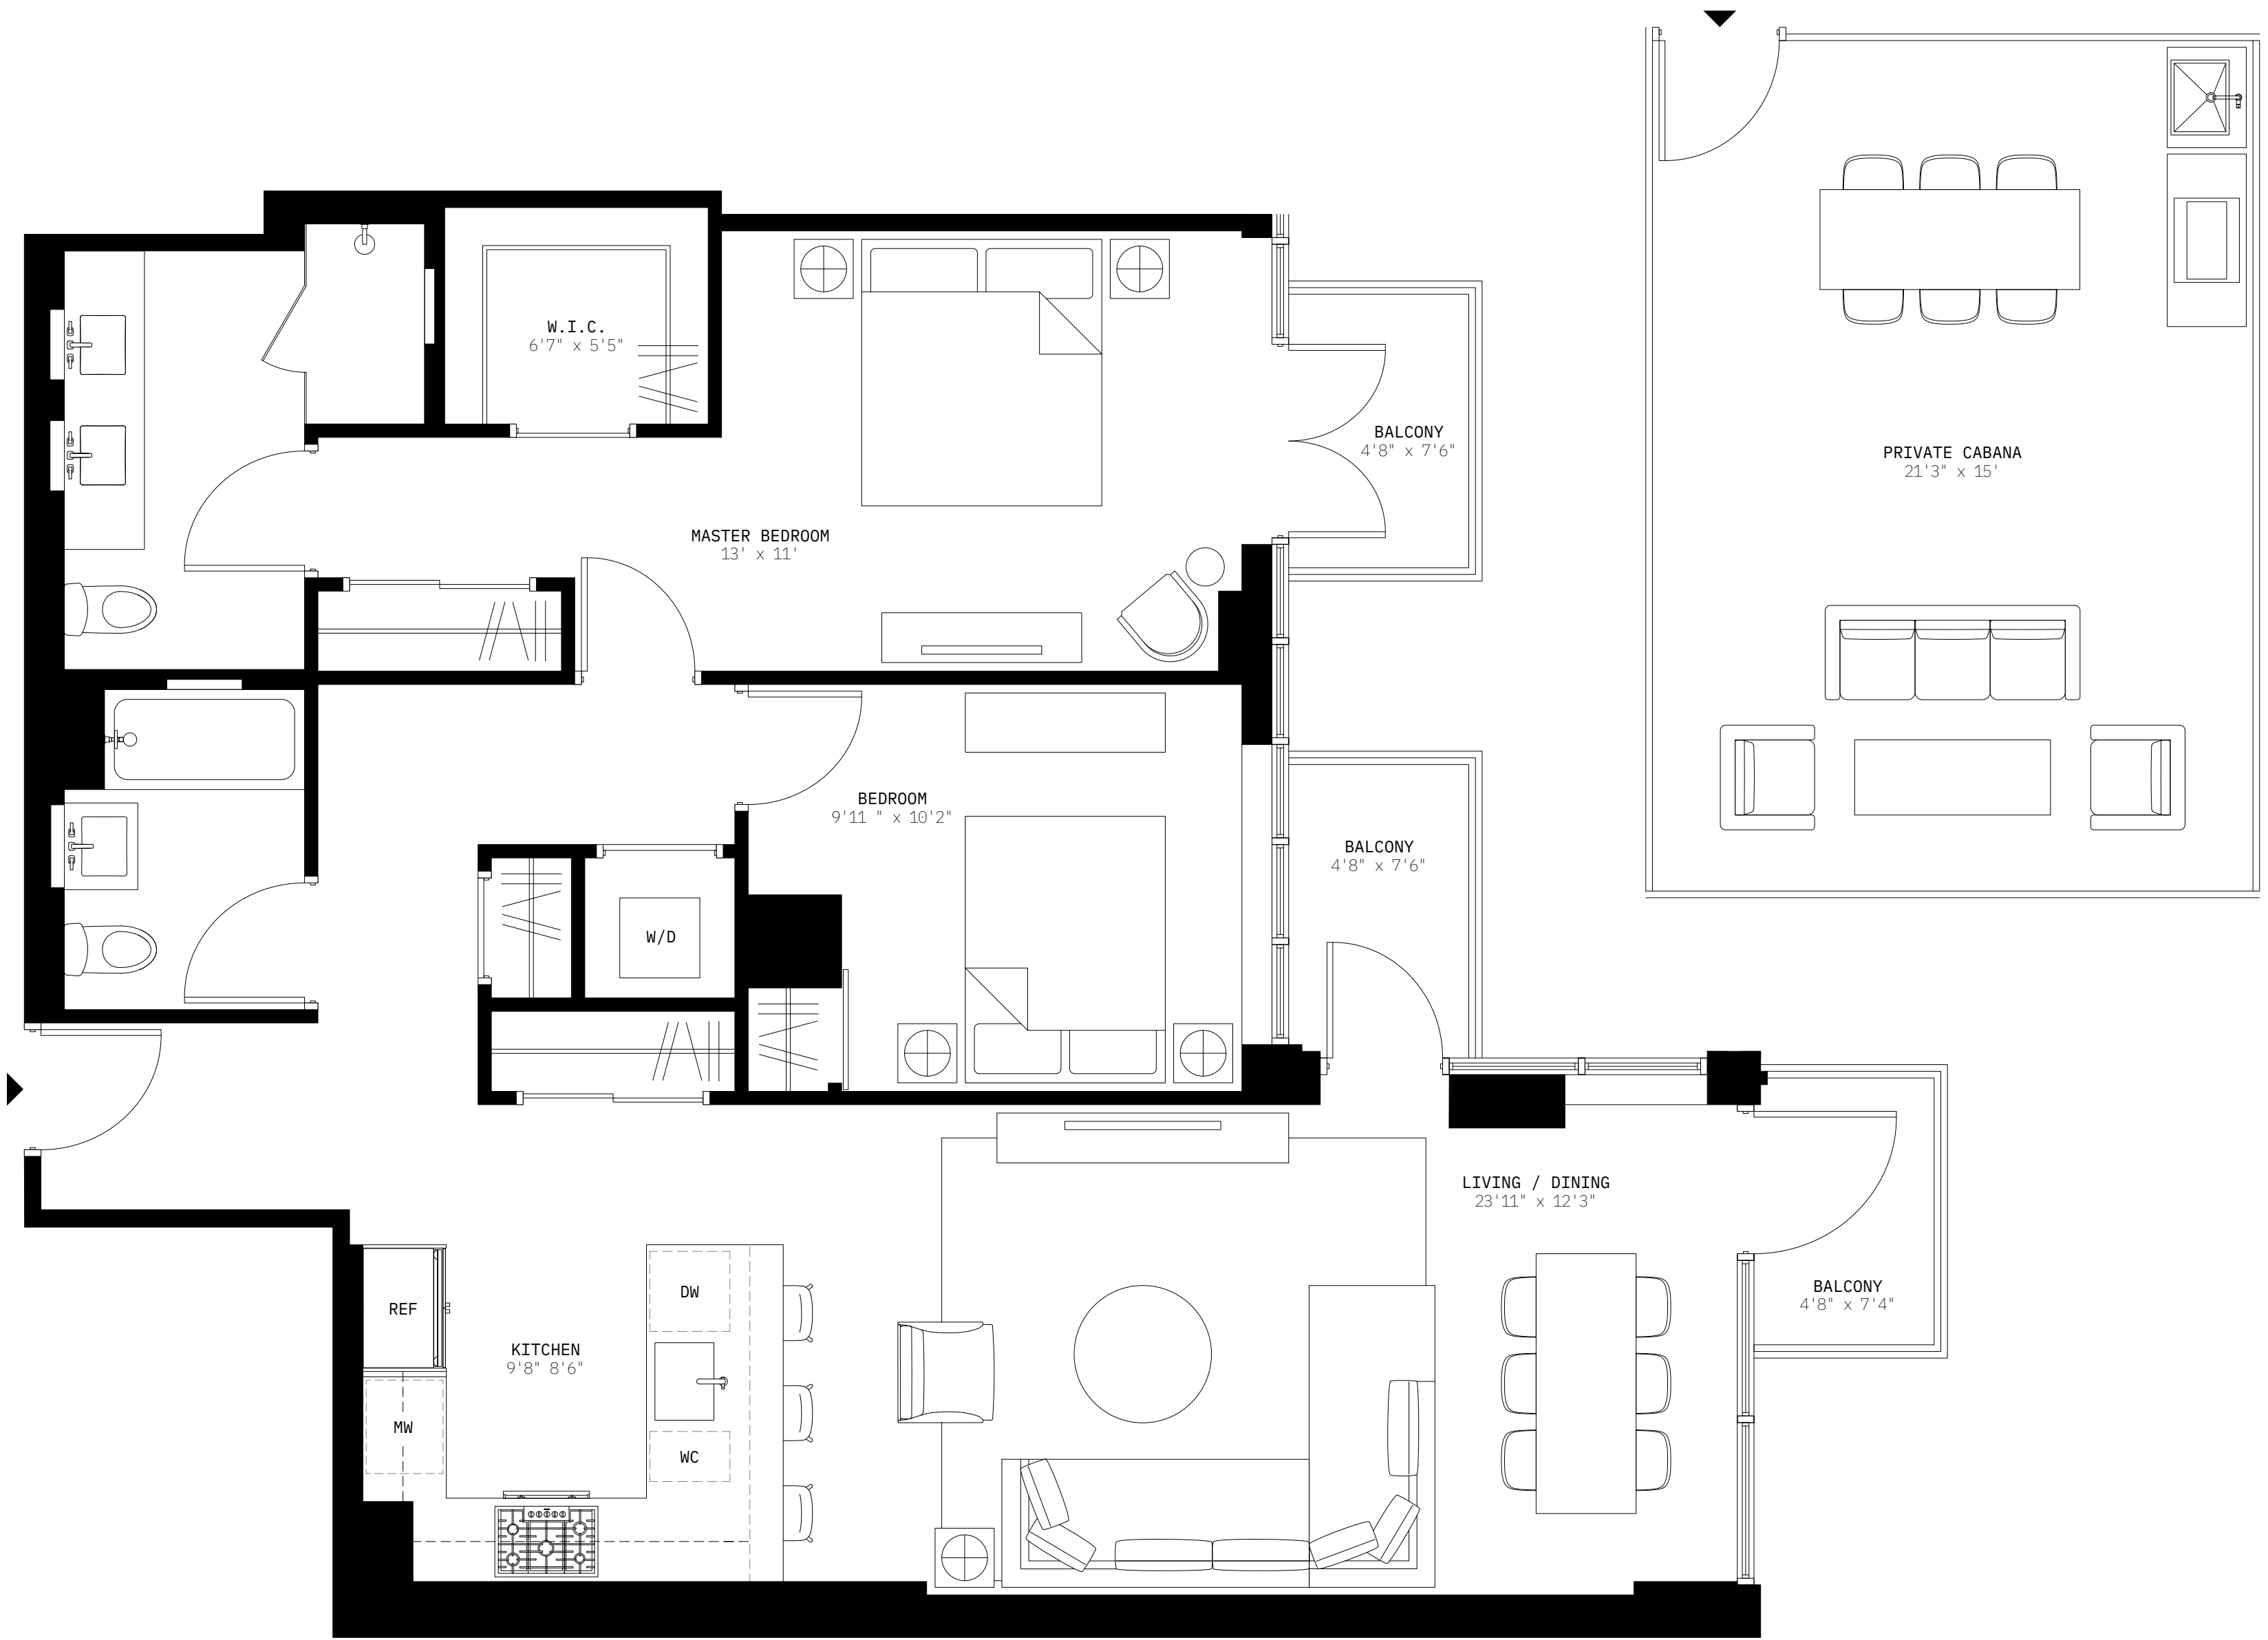 W.I.C.
6'7" x 5'5"
BALCONY
4'8" x 7'6"
PRIVATE CABANA
21'3" x 15'
MASTER BEDROOM
13' x 11'
BEDROOM
9'11 " x 10'2"
BALCONY
4'8" x 7'6"
W/D
LIVING / DINING
23'11" x 12'3"
BALCONY
4'8" x 7'4"
REF
DW
KITCHEN
9'8" 8'6"
MW
WC